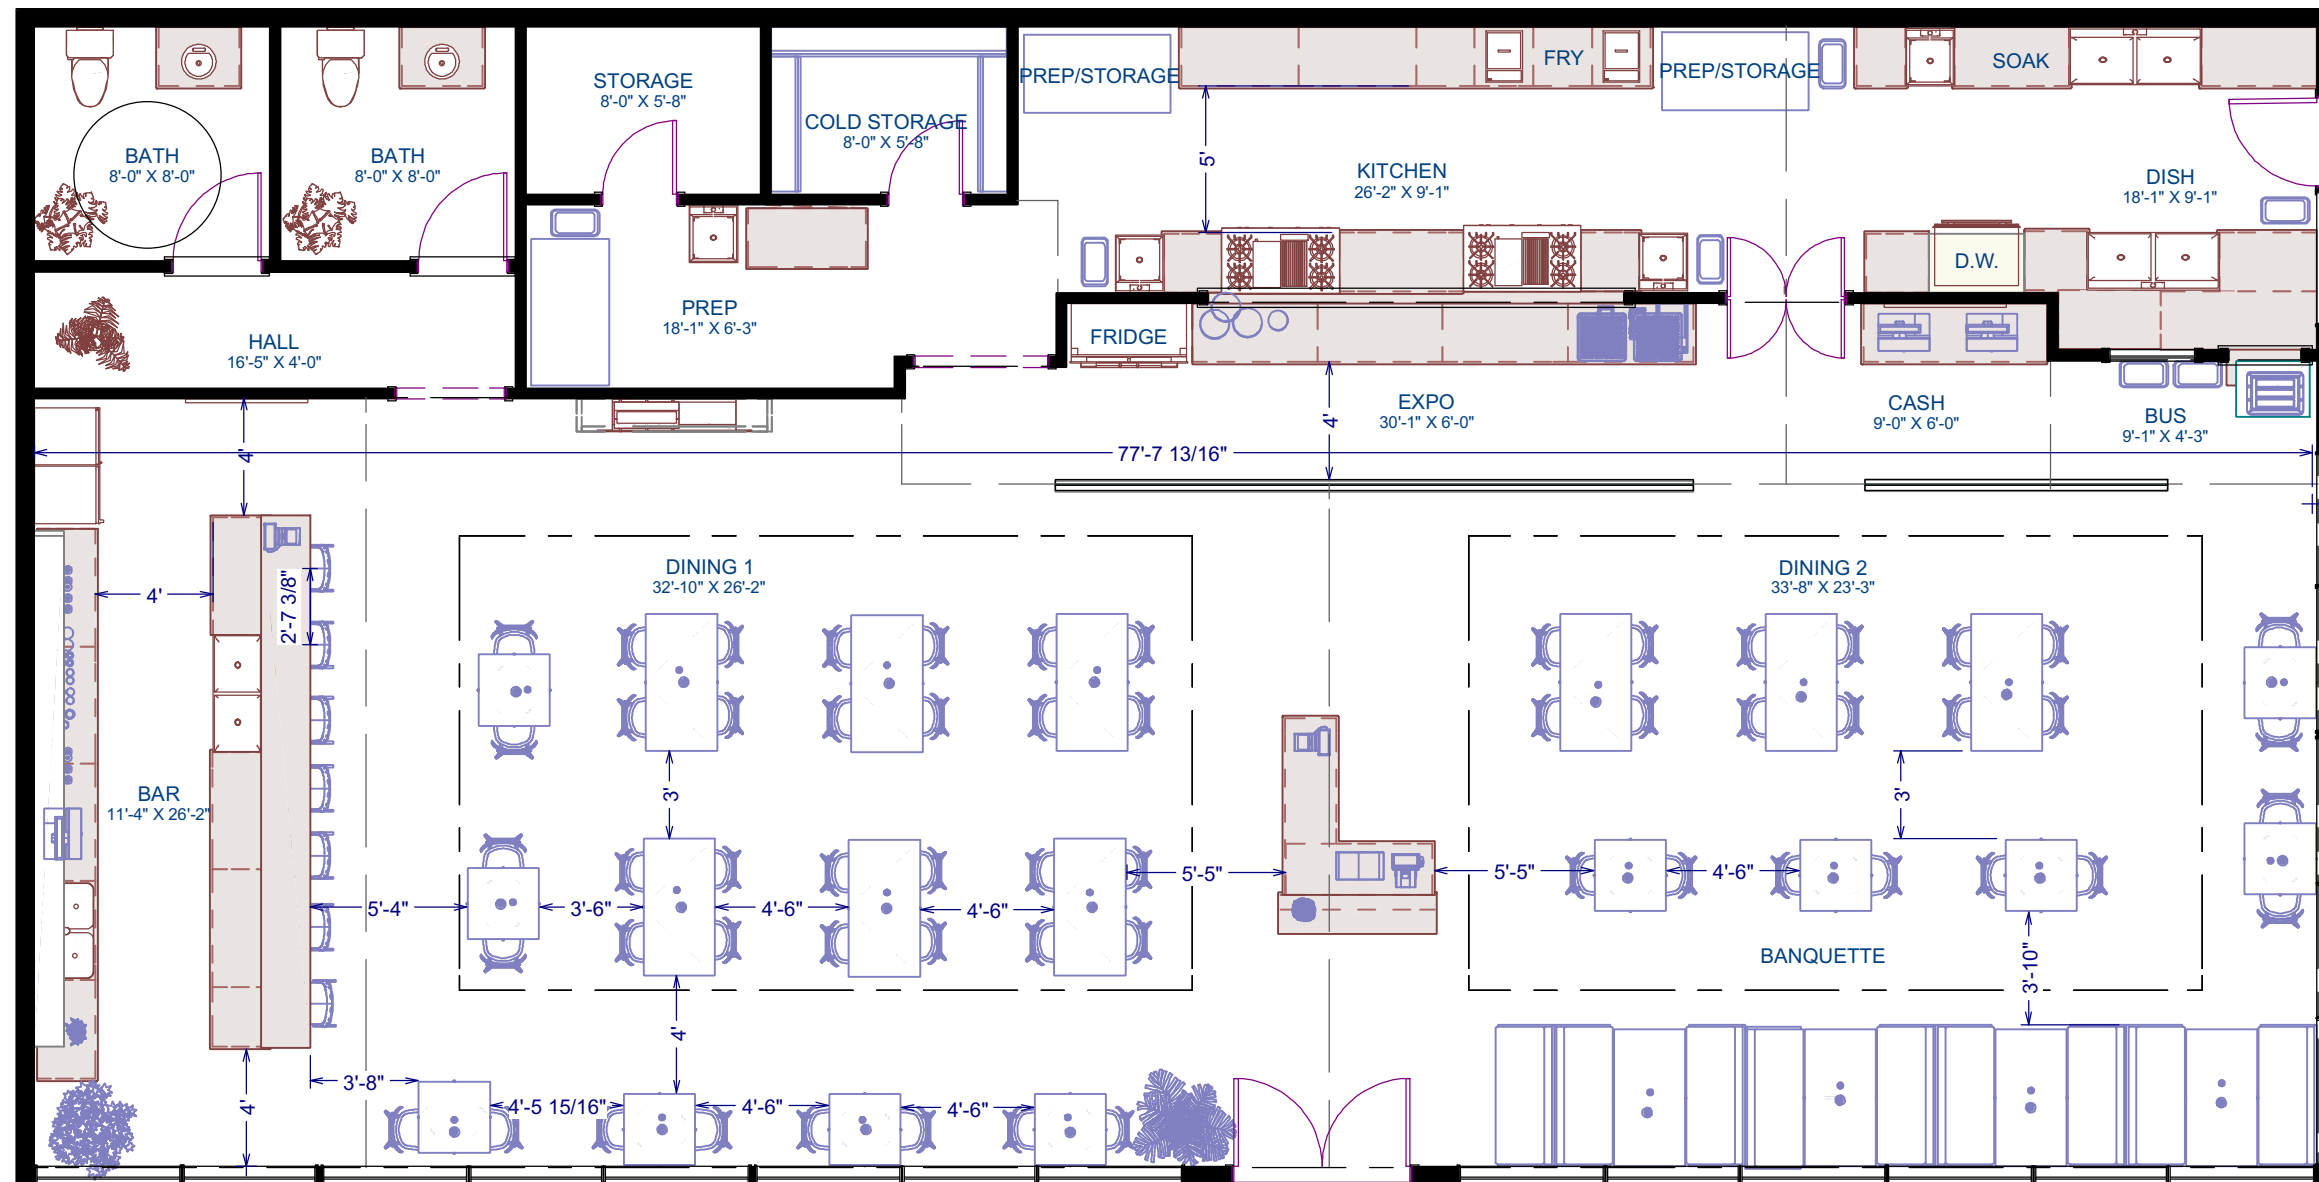 STORAGE
8'-0" X 5'-8"
COLD STORAGE
8'-0" X 5'-8"
PREP/STORAGE
FRY
PREP/STORAGE
SOAK
BATH
8'-0" X 8'-0"
BATH
8'-0" X 8'-0"
5'
KITCHEN
26'-2" X 9'-1"
DISH
18'-1" X 9'-1"
D.W.
PREP
18'-1" X 6'-3"
HALL
16'-5" X 4'-0"
FRIDGE
EXPO
30'-1" X 6'-0"
CASH
9'-0" X 6'-0"
BUS
9'-1" X 4'-3"
4'
4'
77'-7 13/16"
DINING 1
32'-10" X 26'-2"
DINING 2
33'-8" X 23'-3"
4'
2'-7 3/8"
BAR
11'-4" X 26'-2"
3'
3'
5'-5"
5'-5"
4'-6"
5'-4"
3'-6"
4'-6"
4'-6"
BANQUETTE
3'-10"
4'
3'-8"
4'
4'-5 15/16"
4'-6"
4'-6"